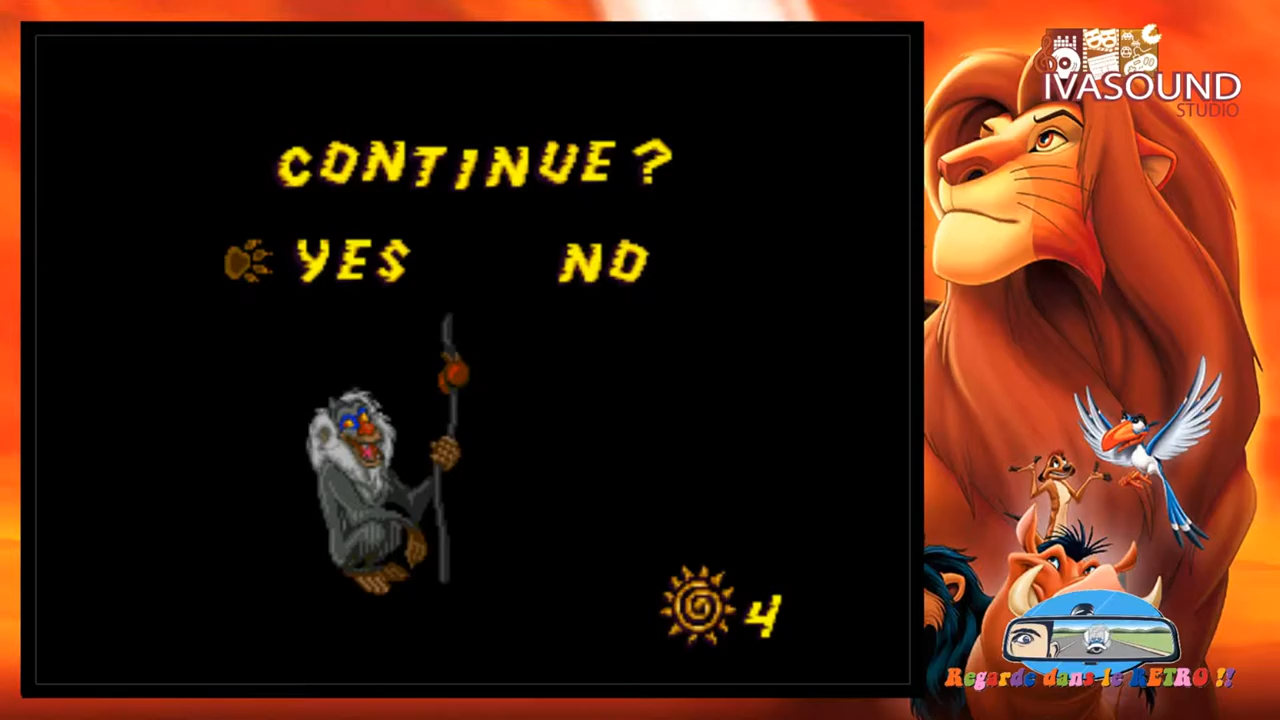 CONTINUE?
YES NO
4
IVASOUND
STUDIO
Regarde dans le RETRO !!